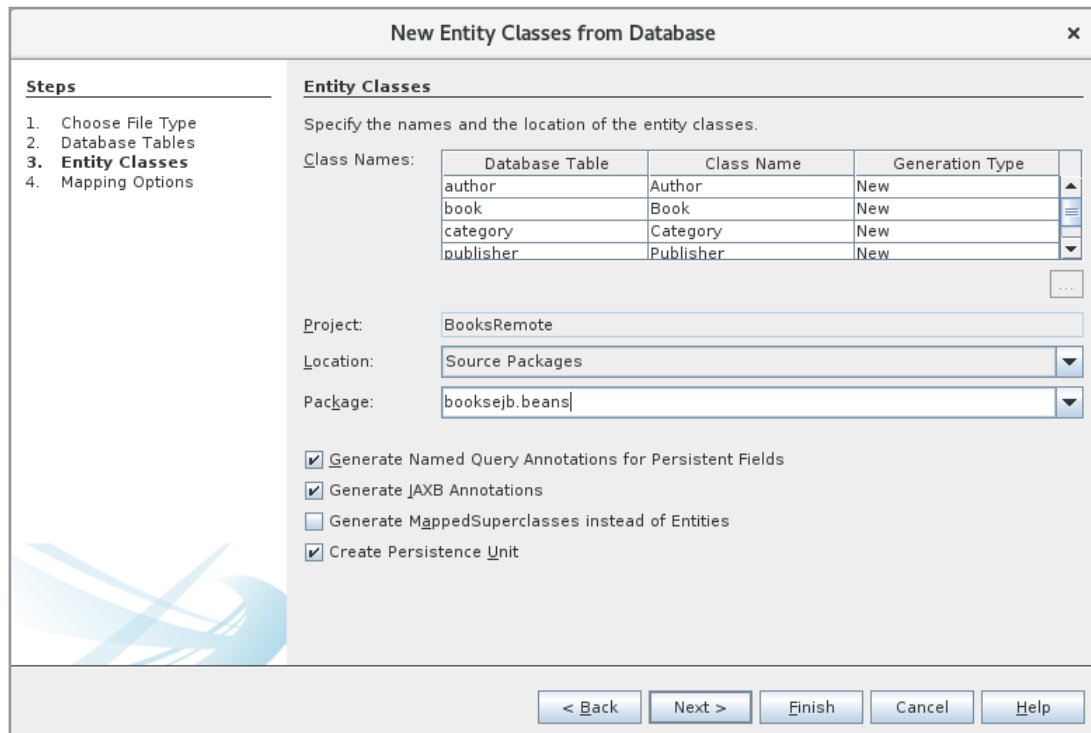 New Entity Classes from Database ×
Steps
1. Choose File Type
2. Database Tables
3. Entity Classes
4. Mapping Options
Entity Classes
Specify the names and the location of the entity classes.
Class Names:
Database Table Class Name Generation Type
author Author New
book Book New
category Category New
publisher Publisher New
...
Project: BooksRemote
Location: Source Packages
Package: booksejb.beans
Generate Named Query Annotations for Persistent Fields
Generate JAXB Annotations
Generate MappedSuperclasses instead of Entities
Create Persistence Unit
< Back Next > Finish Cancel Help